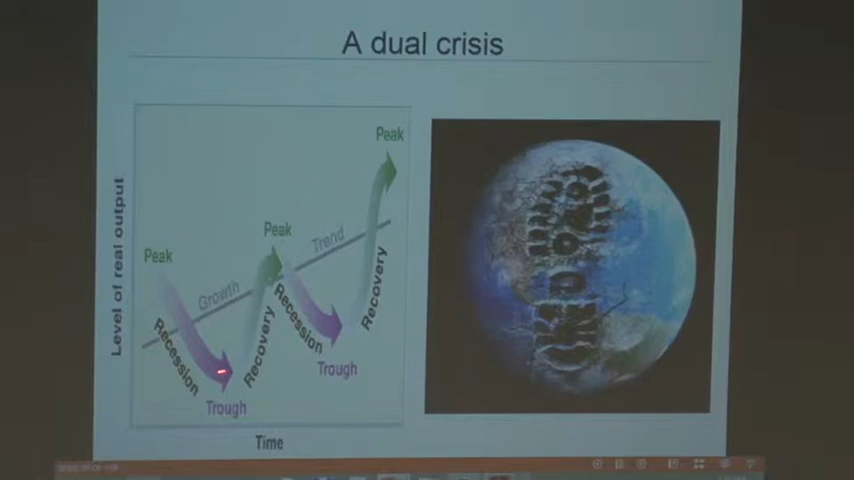 A dual crisis
Peak
Level of real output
Peak
Trend
Peak
Growth
Recovery
Recession
Recession
Recovery
Trough
Trough
Time